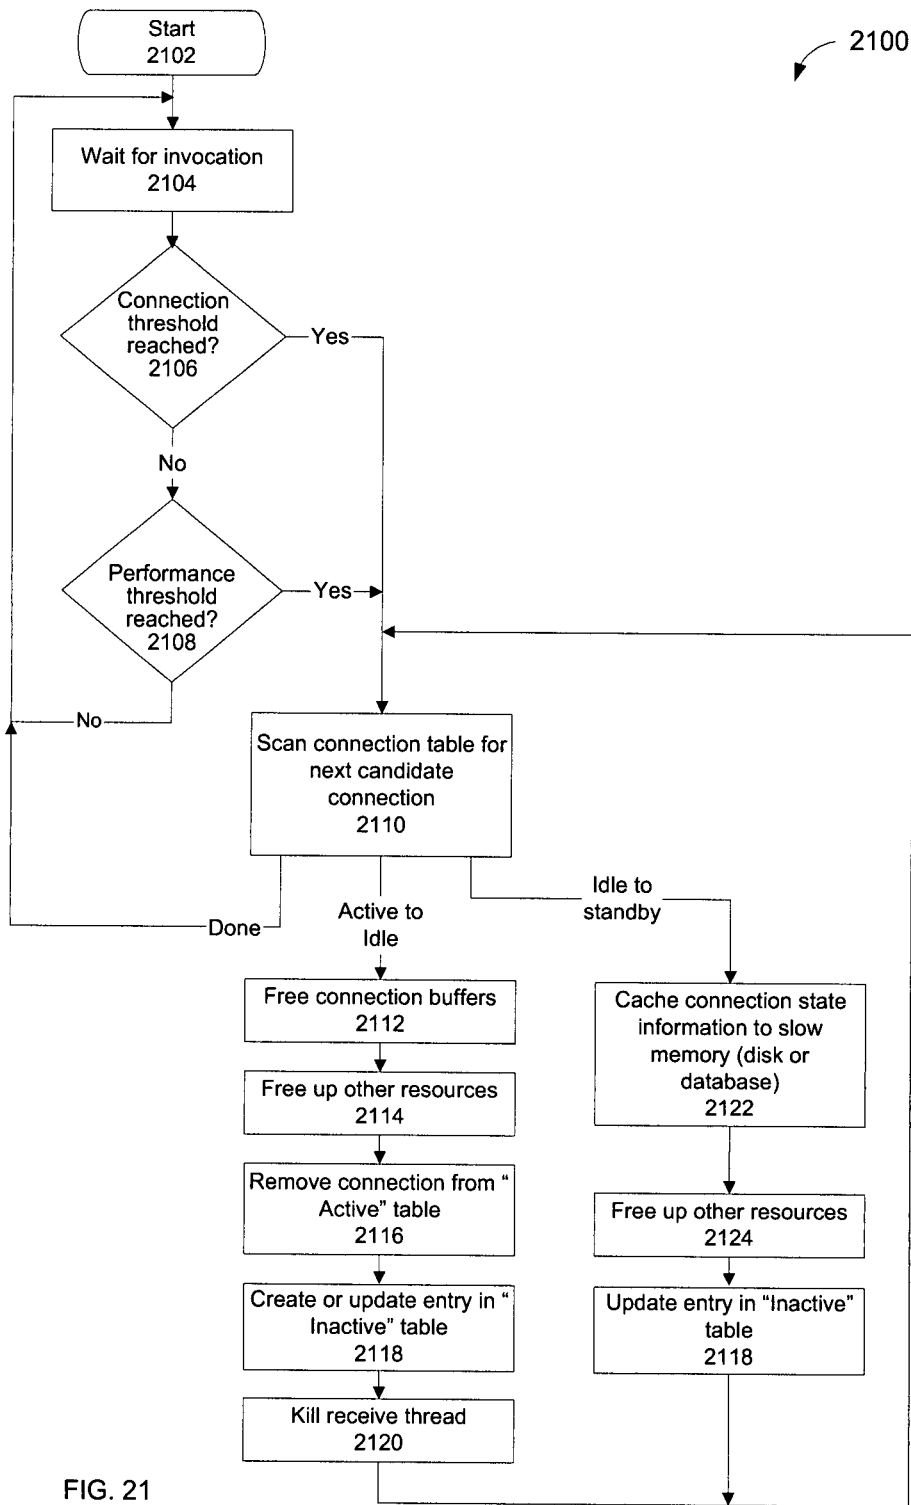 Start
2102
2100
Wait for invocation
2104
Connection
threshold
reached?
2106
Yes
No
Performance
threshold
reached?
2108
Yes
No
Scan connection table for
next candidate
connection
2110
Done
Active to
Idle
Idle to
standby
Free connection buffers
2112
Free up other resources
2114
Remove connection from “
Active” table
2116
Create or update entry in “
Inactive” table
2118
Kill receive thread
2120
Cache connection state
information to slow
memory (disk or
database)
2122
Free up other resources
2124
Update entry in “Inactive”
table
2118
FIG. 21